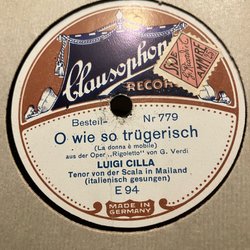 Clausophon
RECORD
Bestell- Nr 779
O wie so trügerisch
(La donna è mobile)
aus der Oper „Rigoletto" von G. Verdi
LUIGI CILLA
Tenor von der Scala in Mailand
(italienisch gesungen)
E 94
MADE IN
GERMANY